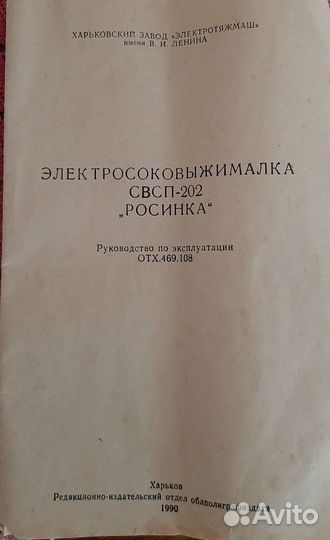 ХАРЬКОВСКИЙ ЗАВОД «ЭЛЕКТРОТЯЖМАШ»
имени В. И. ЛЕНИНА
ЭЛЕКТРОСОКОВЫЖИМАЛКА
СВСП-202
„РОСИНКА“
Руководство по эксплуатации
ОТХ.469.108
Харьков
Редакционно-издательский отдел облполиграфиздата
1990
Avito